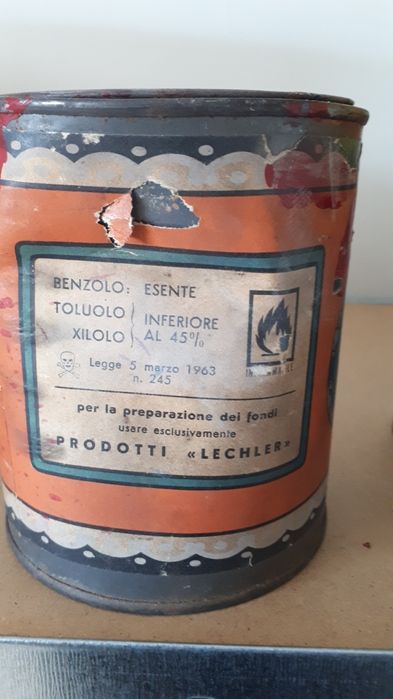 BENZOLO: ESENTE
TOLUOLO
XILOLO
INFERIORE
AL 45%
Legge 5 marzo 1963
n. 245
per la preparazione dei fondi
usare esclusivamente
PRODOTTI «LECHLER»